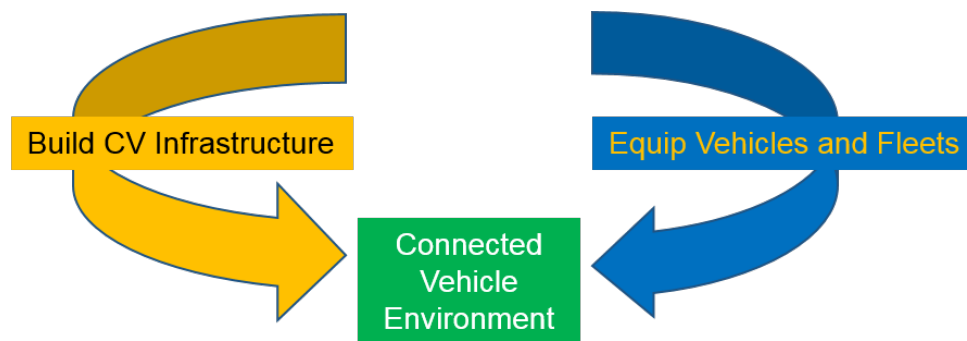 Build CV Infrastructure
Equip Vehicles and Fleets
Connected
Vehicle
Environment